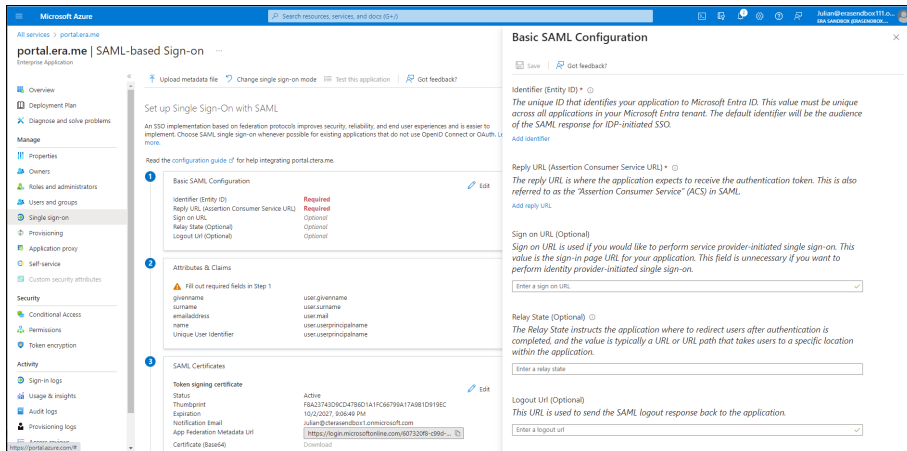 Microsoft Azure
Search resources, services, and docs (G+/)
Julian@erasendbox111.o...
ERA SANDBOX (ERASENDBOX...
All services > portal.era.me
portal.era.me | SAML-based Sign-on ...
Enterprise Application
Overview
Deployment Plan
Diagnose and solve problems
Manage
Properties
Owners
Roles and administrators
Users and groups
Single sign-on
Provisioning
Application proxy
Self-service
Custom security attributes
Security
Conditional Access
Permissions
Token encryption
Activity
Sign-in logs
Usage & insights
Audit logs
Provisioning logs
Access reviews
https://portal.azure.com/#
Upload metadata file
Change single sign-on mode
Test this application
Got feedback?
Set up Single Sign-On with SAML
An SSO implementation based on federation protocols improves security, reliability, and end user experiences and is easier to
implement. Choose SAML single sign-on whenever possible for existing applications that do not use OpenID Connect or OAuth. Le
more.
Read the configuration guide for help integrating portal.ctera.me.
1
Basic SAML Configuration
Edit
Identifier (Entity ID) Required
Reply URL (Assertion Consumer Service URL) Required
Sign on URL Optional
Relay State (Optional) Optional
Logout Url (Optional) Optional
2
Attributes & Claims
Fill out required fields in Step 1
givenname user.givenname
surname user.surname
emailaddress user.mail
name user.userprincipalname
Unique User Identifier user.userprincipalname
3
SAML Certificates
Token signing certificate
Edit
Status Active
Thumbprint F8A23743D9CD47B6D1A1FC66799A17A9B1D919EC
Expiration 10/2/2027, 9:06:49 PM
Notification Email Julian@cterasendbox1.onmicrosoft.com
App Federation Metadata Url https://login.microsoftonline.com/607320f8-c99d-...
Certificate (Base64) Download
Basic SAML Configuration
Save
Got feedback?
Identifier (Entity ID) *
The unique ID that identifies your application to Microsoft Entra ID. This value must be unique
across all applications in your Microsoft Entra tenant. The default identifier will be the audience
of the SAML response for IDP-initiated SSO.
Add identifier
Reply URL (Assertion Consumer Service URL) *
The reply URL is where the application expects to receive the authentication token. This is also
referred to as the "Assertion Consumer Service" (ACS) in SAML.
Add reply URL
Sign on URL (Optional)
Sign on URL is used if you would like to perform service provider-initiated single sign-on. This
value is the sign-in page URL for your application. This field is unnecessary if you want to
perform identity provider-initiated single sign-on.
Enter a sign on URL
Relay State (Optional)
The Relay State instructs the application where to redirect users after authentication is
completed, and the value is typically a URL or URL path that takes users to a specific location
within the application.
Enter a relay state
Logout Url (Optional)
This URL is used to send the SAML logout response back to the application.
Enter a logout url